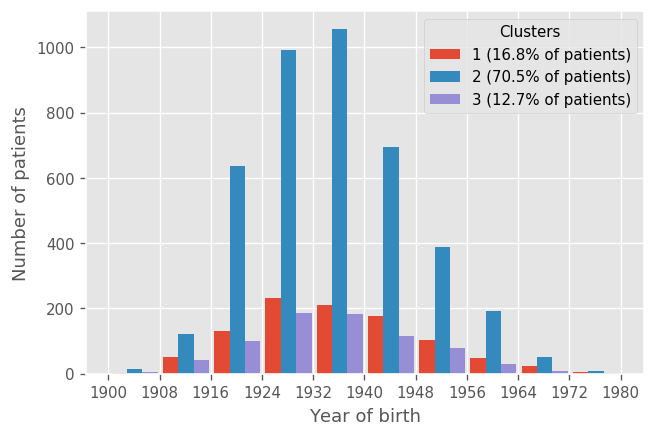 Clusters
1 (16.8% of patients)
2 (70.5% of patients)
3 (12.7% of patients)
Number of patients
1000
800
600
400
200
0
1900 1908 1916 1924 1932 1940 1948 1956 1964 1972 1980
Year of birth